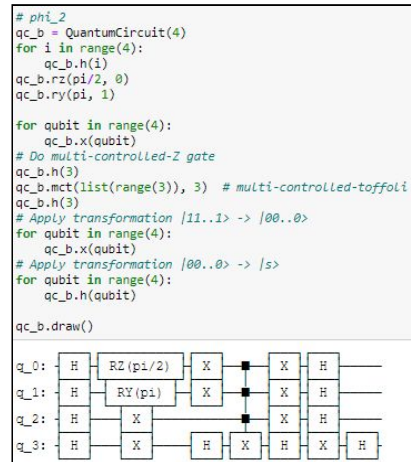 # phi_2
qc_b = QuantumCircuit(4)
for i in range(4):
    qc_b.h(i)
qc_b.rz(pi/2, 0)
qc_b.ry(pi, 1)

for qubit in range(4):
    qc_b.x(qubit)
# Do multi-controlled-Z gate
qc_b.h(3)
qc_b.mct(list(range(3)), 3)  # multi-controlled-toffoli
qc_b.h(3)
# Apply transformation |11..1> -> |00..0>
for qubit in range(4):
    qc_b.x(qubit)
# Apply transformation |00..0> -> |s>
for qubit in range(4):
    qc_b.h(qubit)

qc_b.draw()
q_0: H RZ(pi/2) X X H
q_1: H RY(pi) X X H
q_2: H X X H
q_3: H X H X H X H